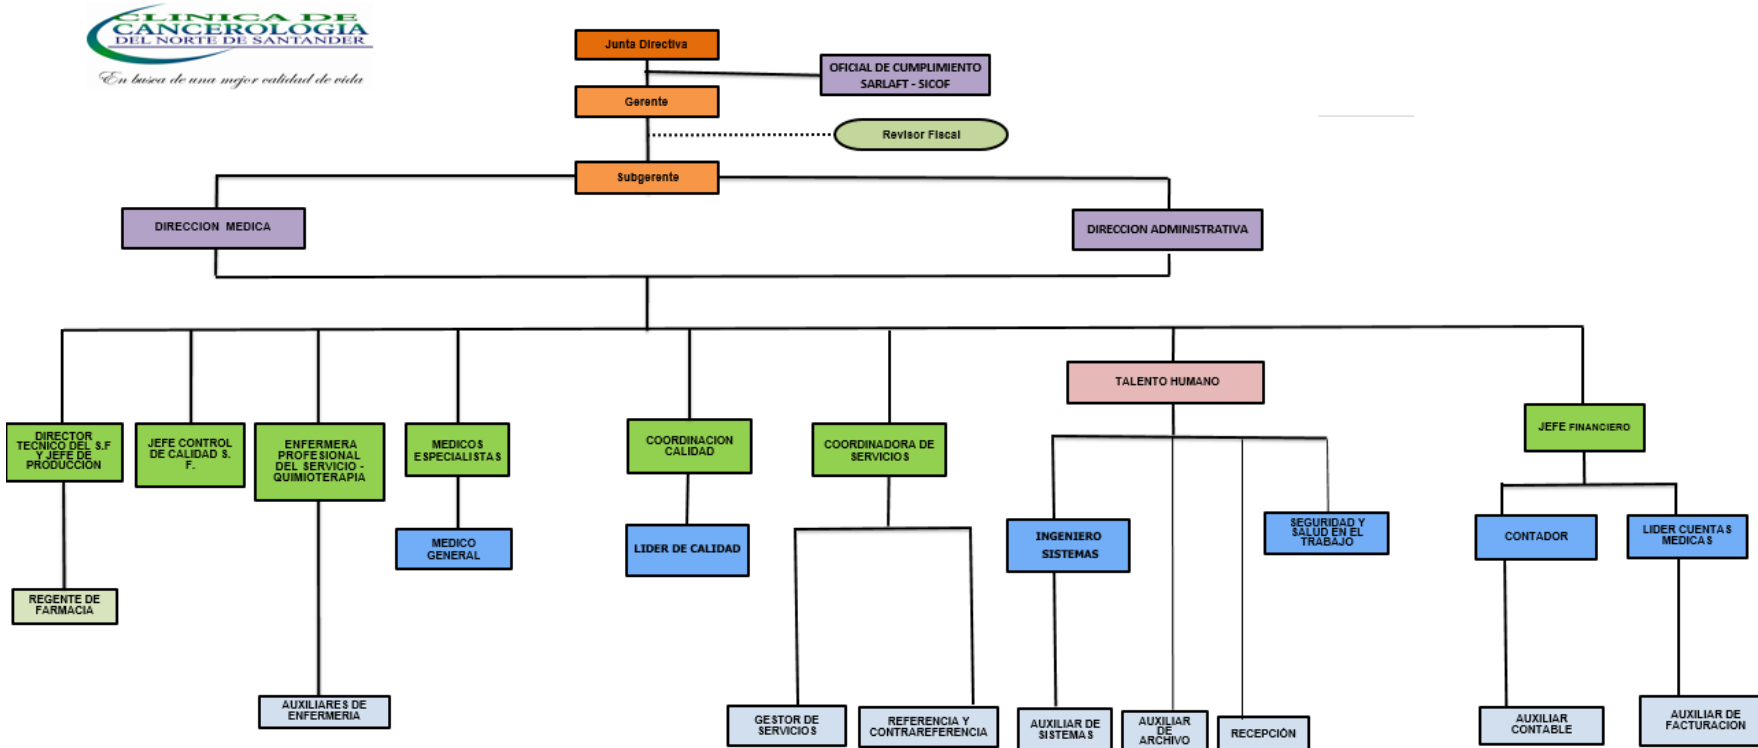 CLINICA DE
CANCEROLOGIA
DEL NORTE DE SANTANDER
En busca de una mejor calidad de vida
Junta Directiva
OFICIAL DE CUMPLIMIENTO
SARLAFT - SICOF
Gerente
Revisor Fiscal
Subgerente
DIRECCION MEDICA
DIRECCION ADMINISTRATIVA
TALENTO HUMANO
DIRECTOR
TECNICO DEL S.F
Y JEFE DE
PRODUCCIÓN
JEFE CONTROL
DE CALIDAD S.
F.
ENFERMERA
PROFESIONAL
DEL SERVICIO -
QUIMIOTERAPIA
MEDICOS
ESPECIALISTAS
COORDINACION
CALIDAD
COORDINADORA DE
SERVICIOS
JEFE FINANCIERO
MEDICO
GENERAL
LIDER DE CALIDAD
INGENIERO
SISTEMAS
SEGURIDAD Y
SALUD EN EL
TRABAJO
CONTADOR
LIDER CUENTAS
MEDICAS
REGENTE DE
FARMACIA
AUXILIARES DE
ENFERMERIA
GESTOR DE
SERVICIOS
REFERENCIA Y
CONTRAREFERENCIA
AUXILIAR DE
SISTEMAS
AUXILIAR
DE
ARCHIVO
RECEPCIÓN
AUXILIAR
CONTABLE
AUXILIAR DE
FACTURACION